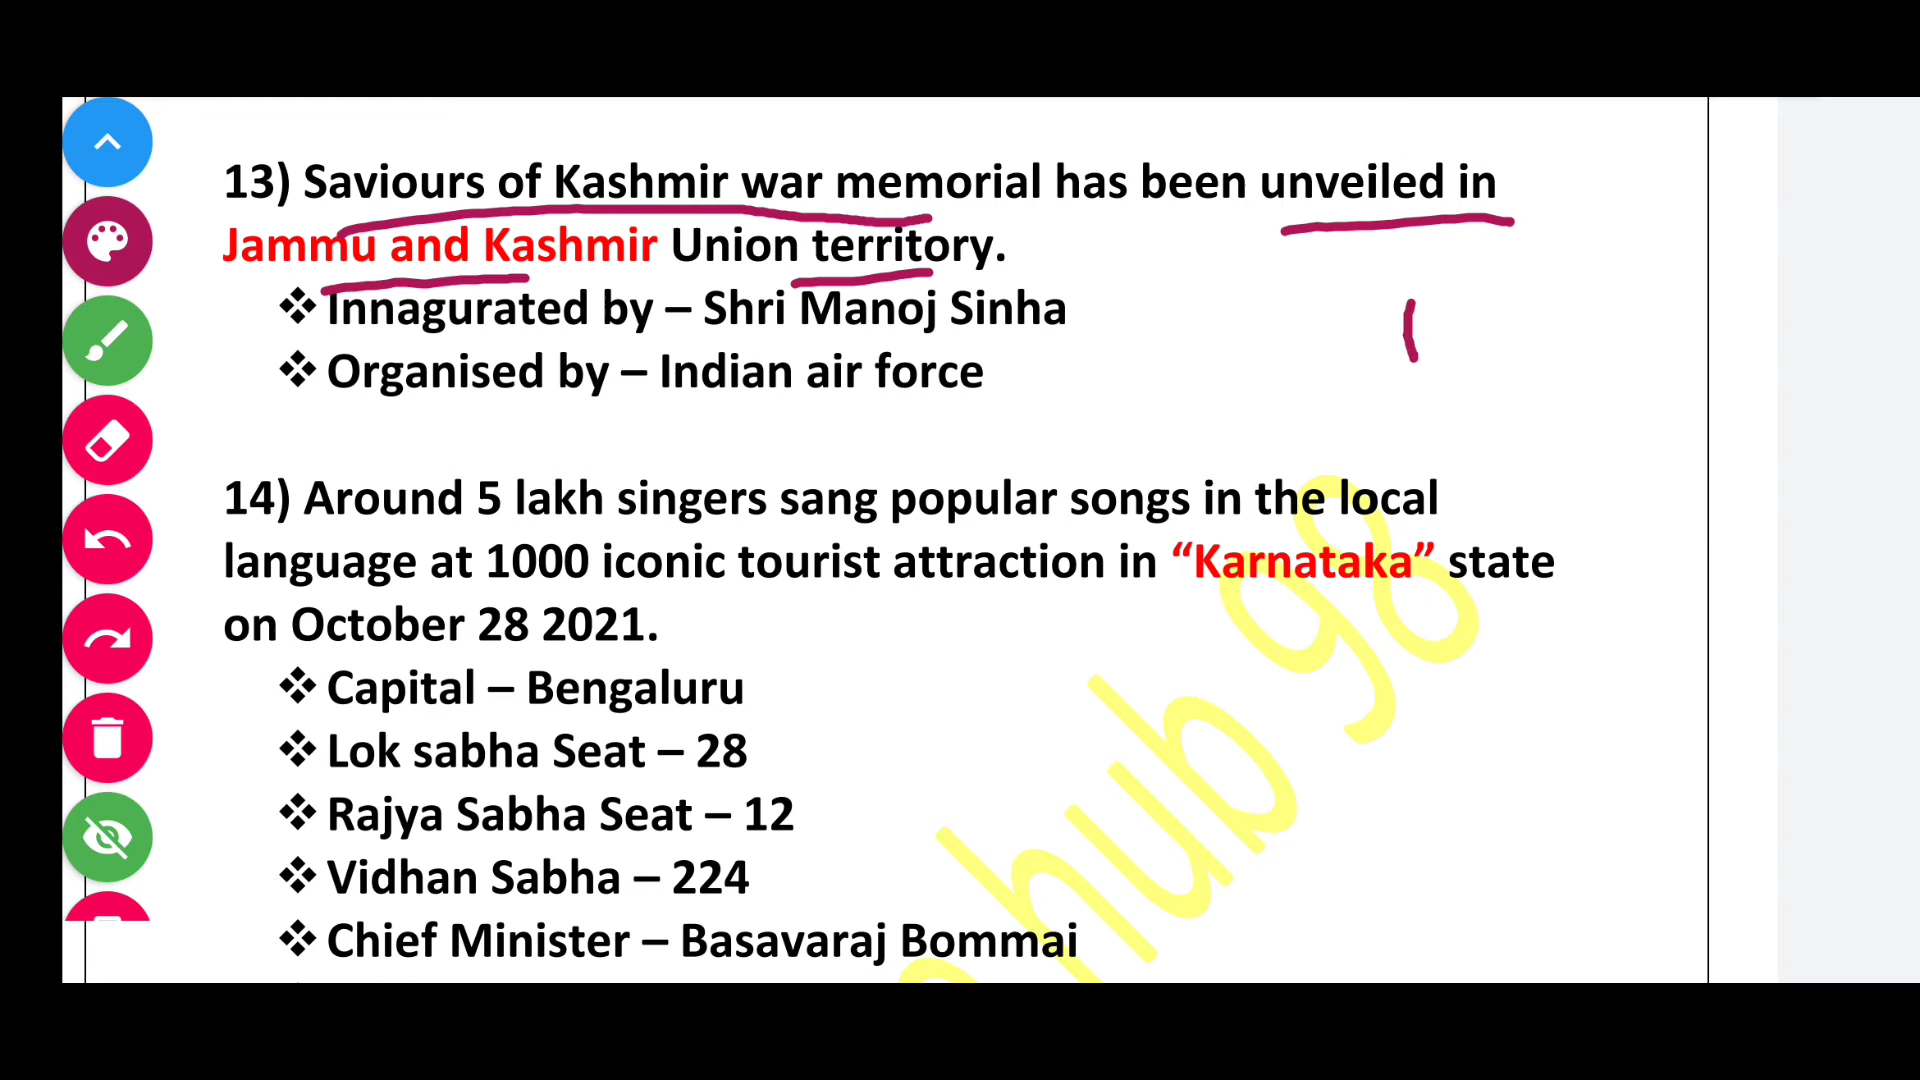 13) Saviours of Kashmir war memorial has been unveiled in
Jammu and Kashmir Union territory.
❖ Innagurated by – Shri Manoj Sinha
❖ Organised by – Indian air force
14) Around 5 lakh singers sang popular songs in the local
language at 1000 iconic tourist attraction in “Karnataka” state
on October 28 2021.
❖ Capital – Bengaluru
❖ Lok sabha Seat – 28
❖ Rajya Sabha Seat – 12
❖ Vidhan Sabha – 224
❖ Chief Minister – Basavaraj Bommai
hub 98